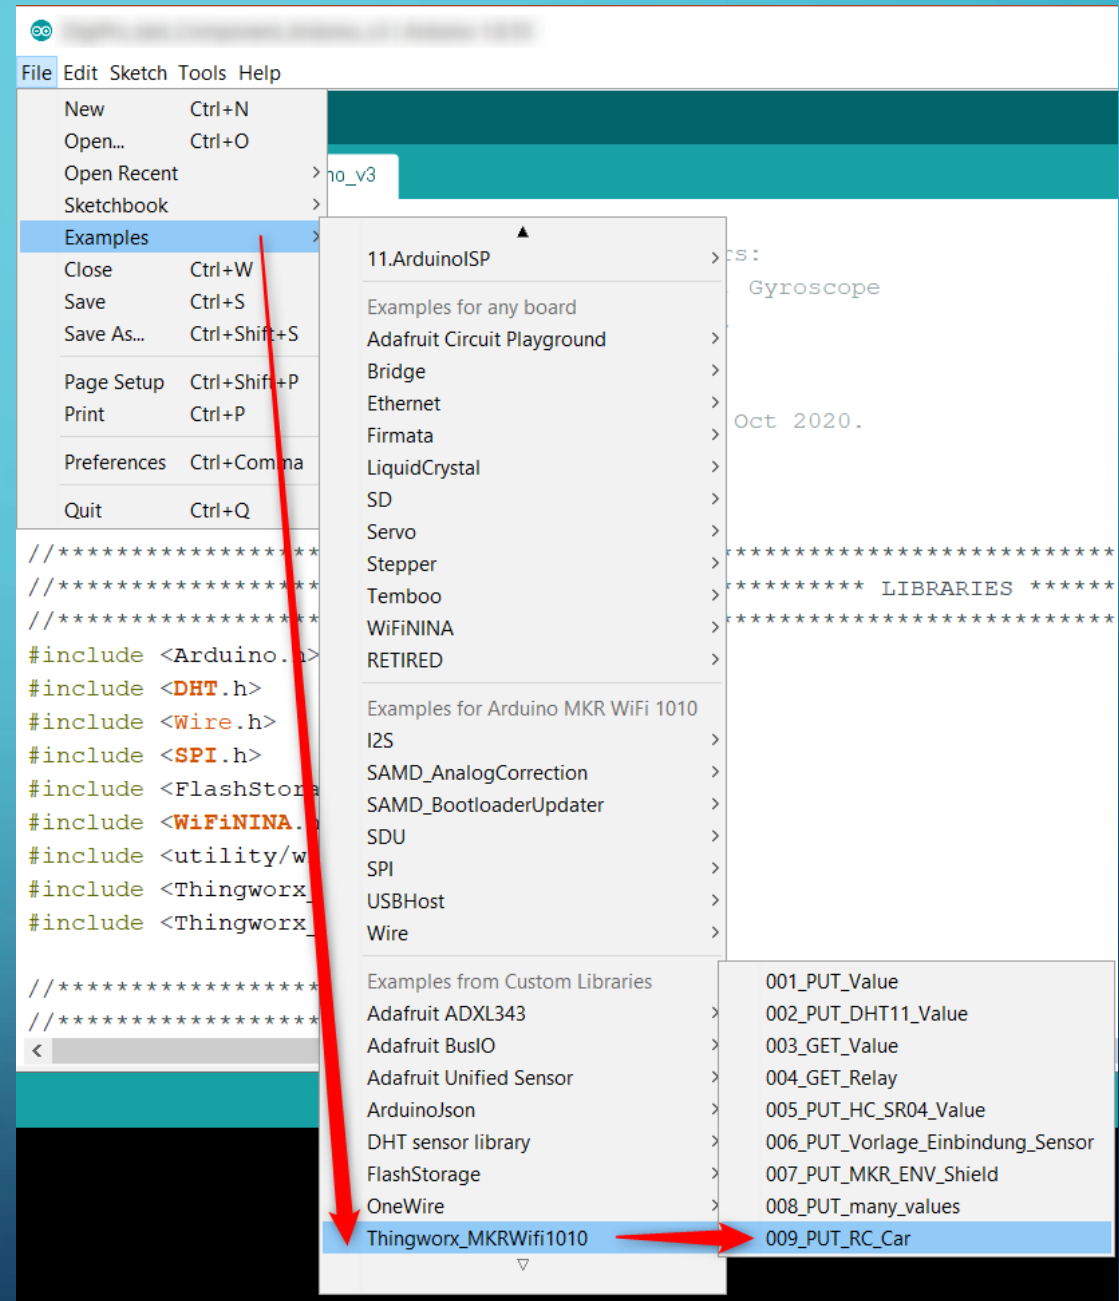 File Edit Sketch Tools Help
New Ctrl+N
Open... Ctrl+O
Open Recent
Sketchbook
Examples
Close Ctrl+W
Save Ctrl+S
Save As... Ctrl+Shift+S
Page Setup Ctrl+Shift+P
Print Ctrl+P
Preferences Ctrl+Comma
Quit Ctrl+Q
no_v3
11.ArduinoISP
Examples for any board
Adafruit Circuit Playground
Bridge
Ethernet
Firmata
LiquidCrystal
SD
Servo
Stepper
Temboo
WiFiNINA
RETIRED
Examples for Arduino MKR WiFi 1010
I2S
SAMD_AnalogCorrection
SAMD_BootloaderUpdater
SDU
SPI
USBHost
Wire
Examples from Custom Libraries
Adafruit ADXL343
Adafruit BusIO
Adafruit Unified Sensor
ArduinoJson
DHT sensor library
FlashStorage
OneWire
Thingworx_MKRWifi1010
001_PUT_Value
002_PUT_DHT11_Value
003_GET_Value
004_GET_Relay
005_PUT_HC_SR04_Value
006_PUT_Vorlage_Einbindung_Sensor
007_PUT_MKR_ENV_Shield
008_PUT_many_values
009_PUT_RC_Car
rs:
Gyroscope
Oct 2020.
//******************
//****************** ********** LIBRARIES ******
//******************
#include <Arduino.h>
#include <DHT.h>
#include <Wire.h>
#include <SPI.h>
#include <FlashStora
#include <WiFiNINA.h
#include <utility/w
#include <Thingworx_
#include <Thingworx_
//******************
//******************